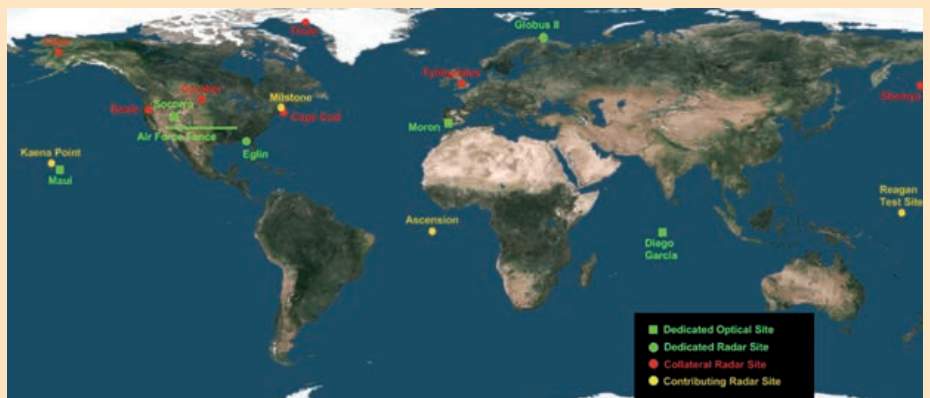 Globus II
Thule
Clear
Fylingdales
Cavalier
Shemya
Socorro
Milstone
Beale
Cape Cod
Moron
Air Force Fence
Eglin
Kaena Point
Maui
Reagan
Test Site
Ascension
Diego
Garcia
Dedicated Optical Site
Dedicated Radar Site
Collateral Radar Site
Contributing Radar Site